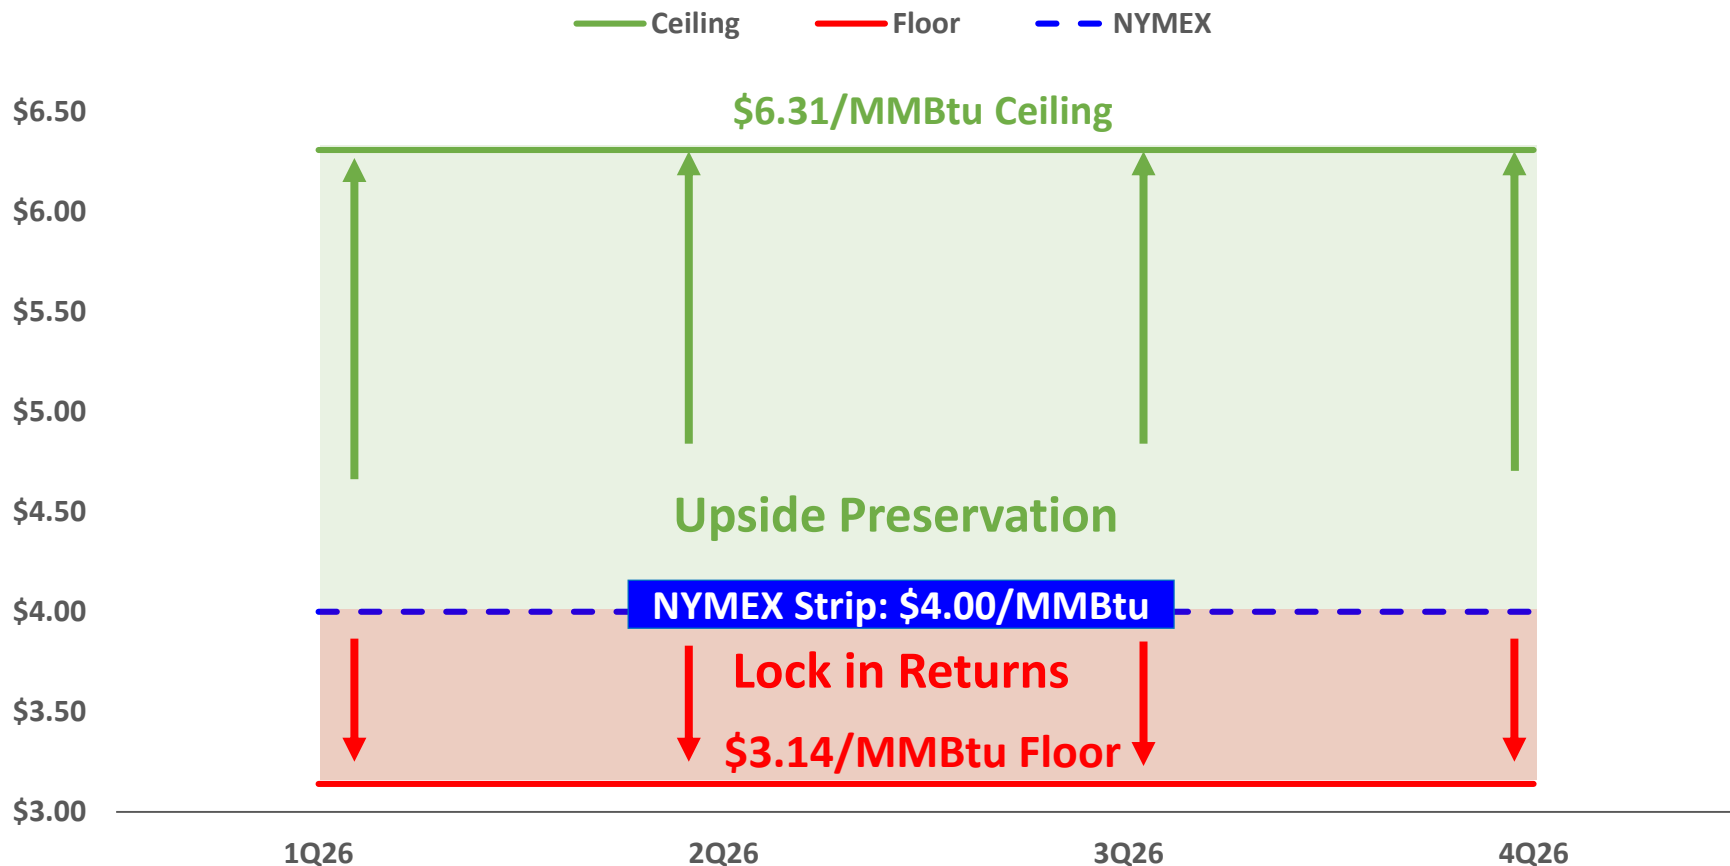 Ceiling Floor NYMEX
$6.50
$6.31/MMBtu Ceiling
$6.00
$5.50
$5.00
$4.50
Upside Preservation
$4.00
NYMEX Strip: $4.00/MMBtu
Lock in Returns
$3.50
$3.14/MMBtu Floor
$3.00
1Q26 2Q26 3Q26 4Q26